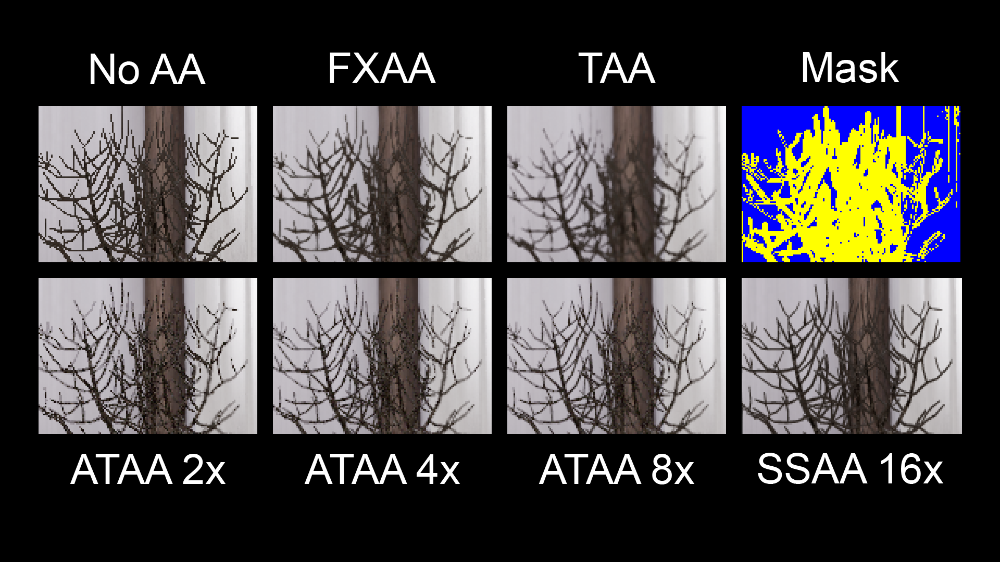 No AA
FXAA
TAA
Mask
ATAA 2x
ATAA 4x
ATAA 8x
SSAA 16x